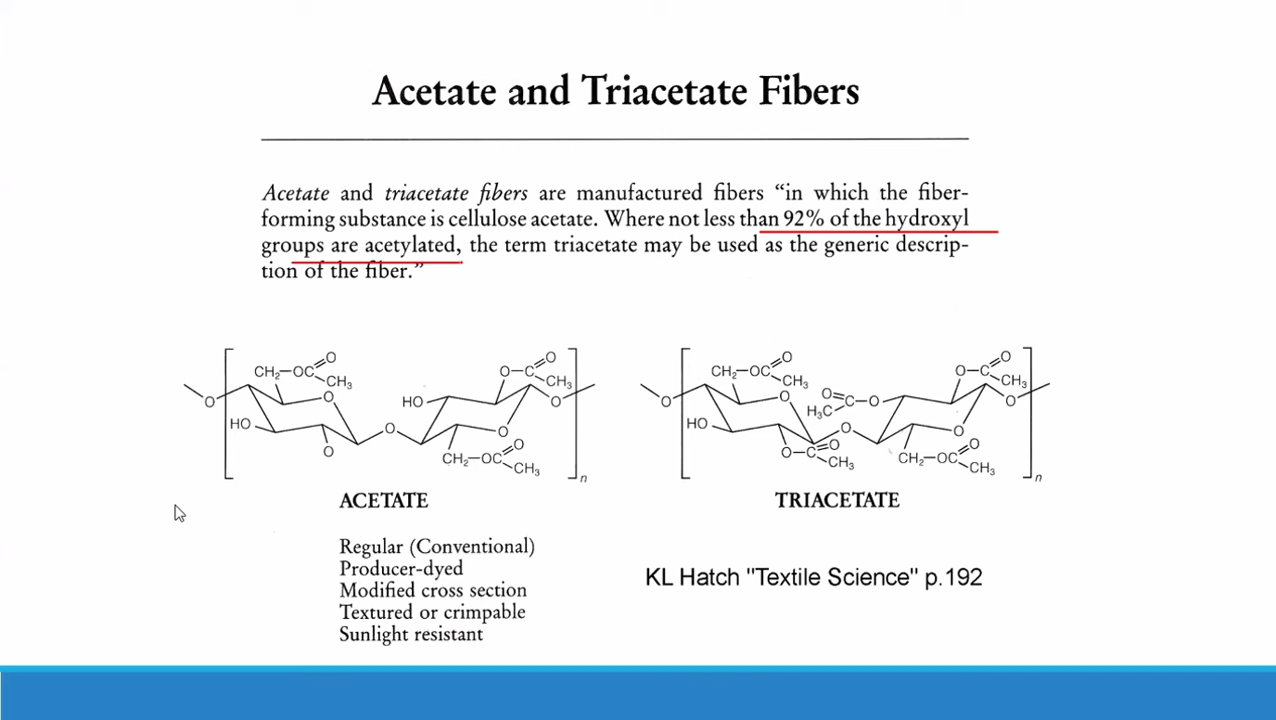 Acetate and Triacetate Fibers
Acetate and triacetate fibers are manufactured fibers “in which the fiber-
forming substance is cellulose acetate. Where not less than 92% of the hydroxyl
groups are acetylated, the term triacetate may be used as the generic descrip-
tion of the fiber.”
CH₂—OC O CH₃ O O HO O O HO O—C O CH₃ O O CH₂—OC O CH₃ n
CH₂—OC O CH₃ O O HO O—C O CH₃ O O C—O H₃C O—C O CH₃ O O CH₂—OC O CH₃ n
ACETATE
TRIACETATE
Regular (Conventional)
Producer-dyed
Modified cross section
Textured or crimpable
Sunlight resistant
KL Hatch "Textile Science" p.192